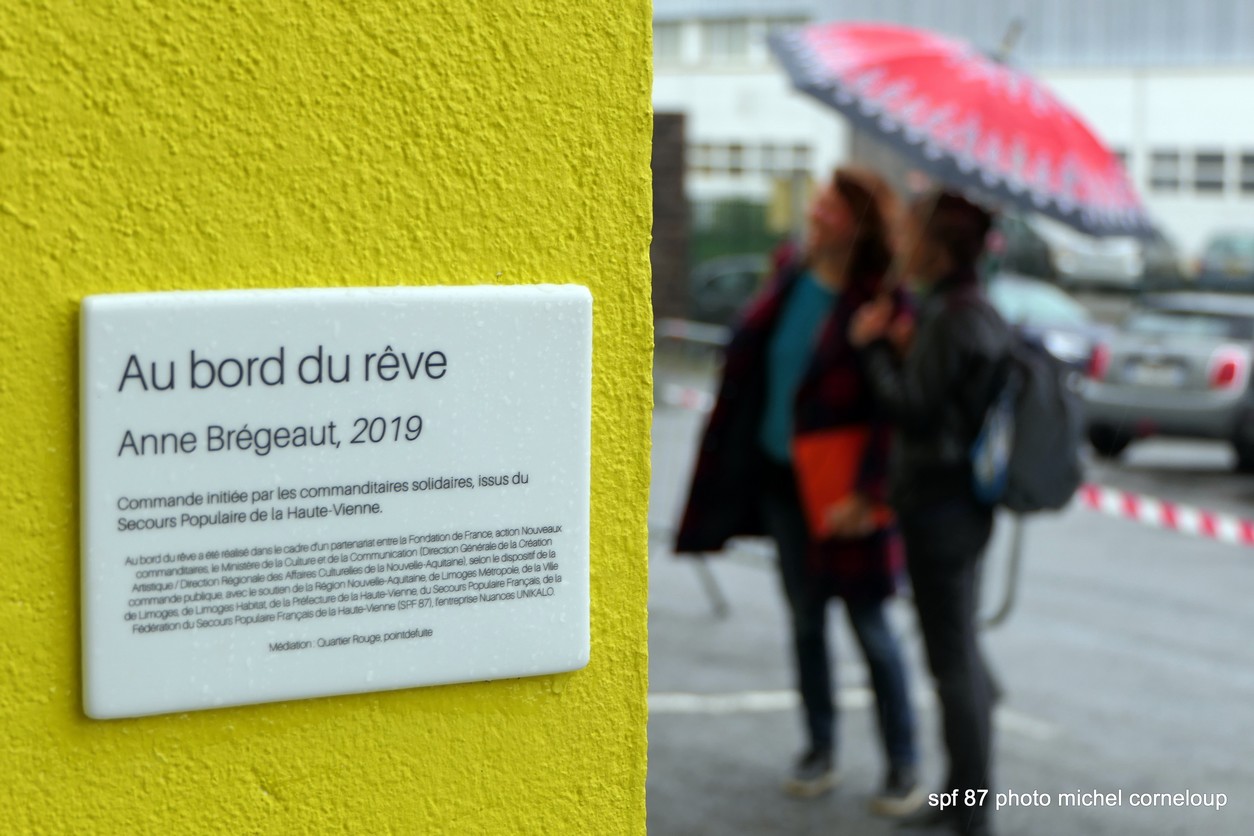 Au bord du rêve
Anne Brégeaut, 2019
Commande initiée par les commanditaires solidaires, issus du
Secours Populaire de la Haute-Vienne.
Au bord du rêve a été réalisé dans le cadre d'un partenariat entre la Fondation de France, action Nouveaux
commanditaires, le Ministère de la Culture et de la Communication (Direction Générale de la Création
Artistique / Direction Régionale des Affaires Culturelles de la Nouvelle-Aquitaine), selon le dispositif de la
commande publique, avec le soutien de la Région Nouvelle-Aquitaine, de Limoges Métropole, de la Ville
de Limoges, de Limoges Habitat, de la Préfecture de la Haute-Vienne, du Secours Populaire Français, de la
Fédération du Secours Populaire Français de la Haute-Vienne (SPF 87), l'entreprise Nuances UNIKALO.
Médiation : Quartier Rouge, pointdefuite
spf 87 photo michel corneloup